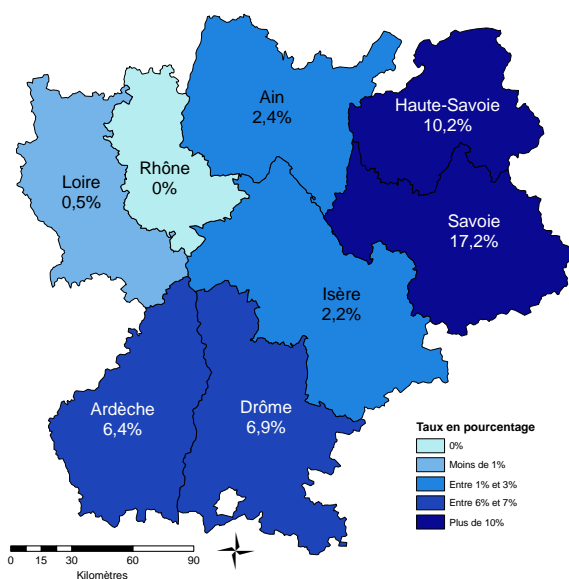 Ain
2,4%
Haute-Savoie
10,2%
Rhône
0%
Loire
0,5%
Savoie
17,2%
Isère
2,2%
Ardèche
6,4%
Drôme
6,9%
Taux en pourcentage
0%
Moins de 1%
Entre 1% et 3%
Entre 6% et 7%
Plus de 10%
0 15 30 60 90
Kilomètres